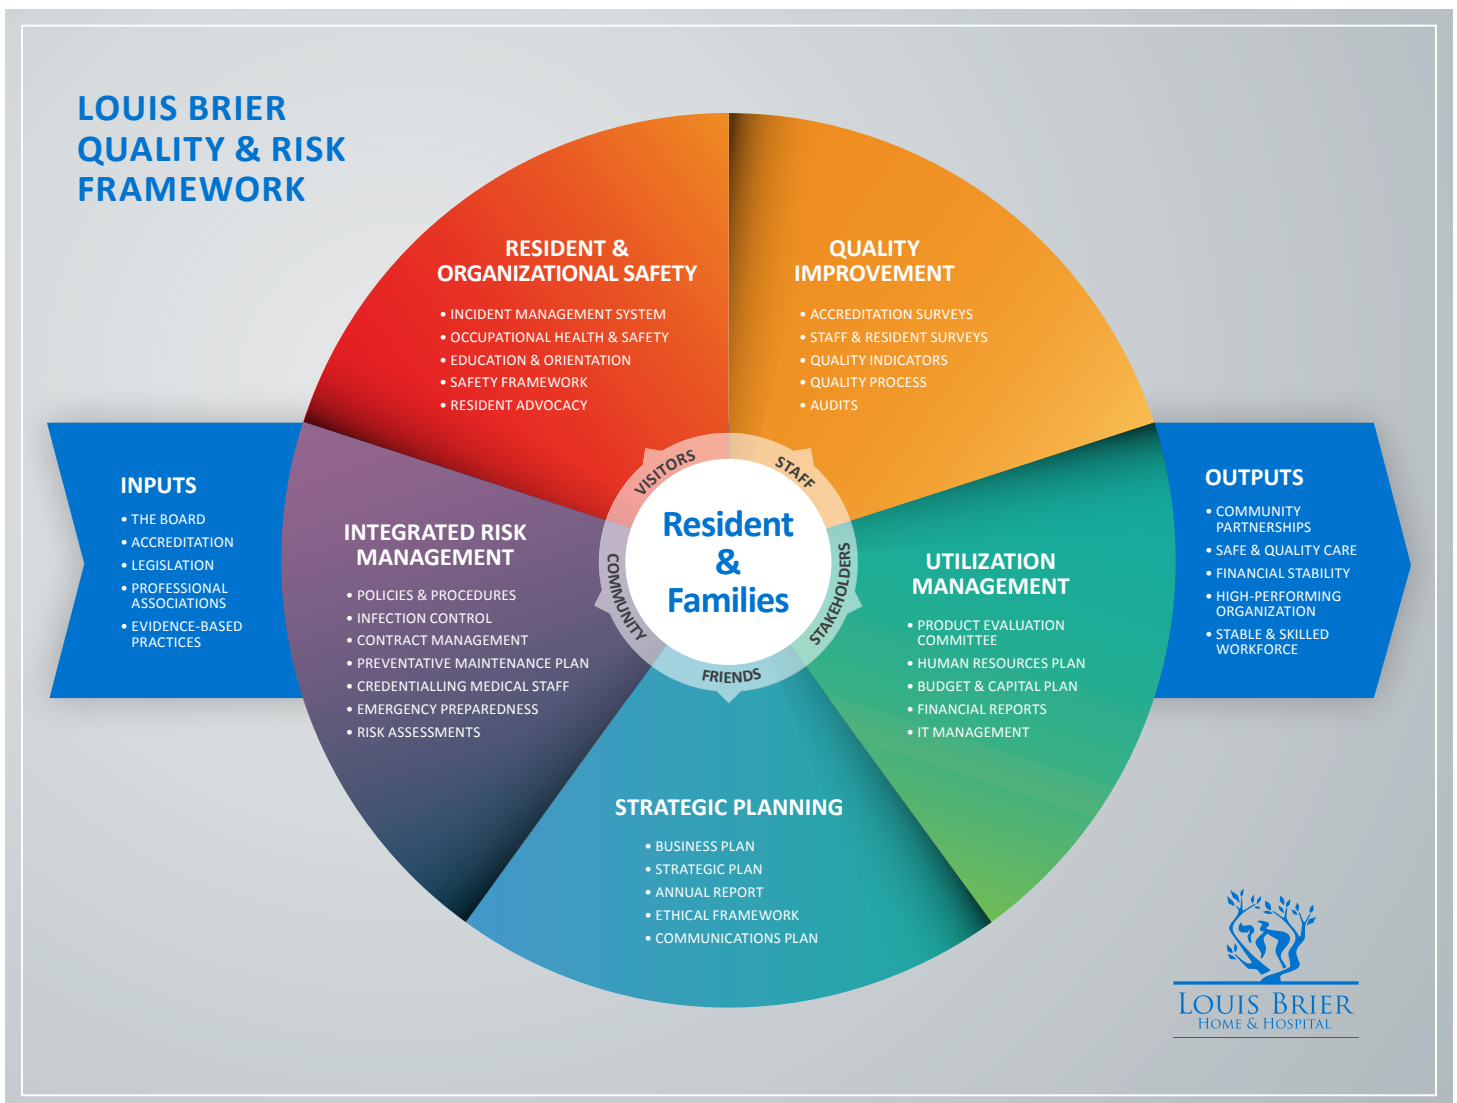 LOUIS BRIER
QUALITY & RISK
FRAMEWORK
RESIDENT &
ORGANIZATIONAL SAFETY
• INCIDENT MANAGEMENT SYSTEM
• OCCUPATIONAL HEALTH & SAFETY
• EDUCATION & ORIENTATION
• SAFETY FRAMEWORK
• RESIDENT ADVOCACY
QUALITY
IMPROVEMENT
• ACCREDITATION SURVEYS
• STAFF & RESIDENT SURVEYS
• QUALITY INDICATORS
• QUALITY PROCESS
• AUDITS
INPUTS
• THE BOARD
• ACCREDITATION
• LEGISLATION
• PROFESSIONAL
ASSOCIATIONS
• EVIDENCE-BASED
PRACTICES
INTEGRATED RISK
MANAGEMENT
• POLICIES & PROCEDURES
• INFECTION CONTROL
• CONTRACT MANAGEMENT
• PREVENTATIVE MAINTENANCE PLAN
• CREDENTIALLING MEDICAL STAFF
• EMERGENCY PREPAREDNESS
• RISK ASSESSMENTS
VISITORS
STAFF
COMMUNITY
STAKEHOLDERS
FRIENDS
Resident
&
Families
UTILIZATION
MANAGEMENT
• PRODUCT EVALUATION
COMMITTEE
• HUMAN RESOURCES PLAN
• BUDGET & CAPITAL PLAN
• FINANCIAL REPORTS
• IT MANAGEMENT
OUTPUTS
• COMMUNITY
PARTNERSHIPS
• SAFE & QUALITY CARE
• FINANCIAL STABILITY
• HIGH-PERFORMING
ORGANIZATION
• STABLE & SKILLED
WORKFORCE
STRATEGIC PLANNING
• BUSINESS PLAN
• STRATEGIC PLAN
• ANNUAL REPORT
• ETHICAL FRAMEWORK
• COMMUNICATIONS PLAN
LOUIS BRIER
HOME & HOSPITAL